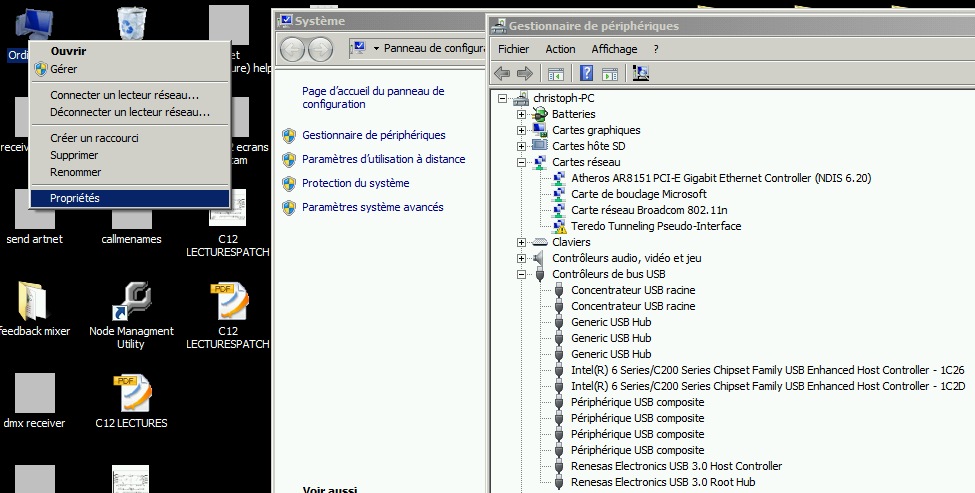 Ordi
Ouvrir
Gérer
Connecter un lecteur réseau...
Déconnecter un lecteur réseau...
Créer un raccourci
Supprimer
Renommer
Propriétés
et
ure) help
receive
2 ecrans
cam
send artnet
callmenames
C12
LECTURESPATCH
feedback mixer
Node Managment
Utility
C12
LECTURESPATCH
dmx receiver
C12 LECTURES
Système
Panneau de configura
Page d'accueil du panneau de
configuration
Gestionnaire de périphériques
Paramètres d'utilisation à distance
Protection du système
Paramètres système avancés
Voir aussi
Gestionnaire de périphériques
Fichier Action Affichage ?
christoph-PC
Batteries
Cartes graphiques
Cartes hôte SD
Cartes réseau
Atheros AR8151 PCI-E Gigabit Ethernet Controller (NDIS 6.20)
Carte de bouclage Microsoft
Carte réseau Broadcom 802.11n
Teredo Tunneling Pseudo-Interface
Claviers
Contrôleurs audio, vidéo et jeu
Contrôleurs de bus USB
Concentrateur USB racine
Concentrateur USB racine
Generic USB Hub
Generic USB Hub
Generic USB Hub
Intel(R) 6 Series/C200 Series Chipset Family USB Enhanced Host Controller - 1C26
Intel(R) 6 Series/C200 Series Chipset Family USB Enhanced Host Controller - 1C2D
Périphérique USB composite
Périphérique USB composite
Périphérique USB composite
Périphérique USB composite
Renesas Electronics USB 3.0 Host Controller
Renesas Electronics USB 3.0 Root Hub
PDF
PDF